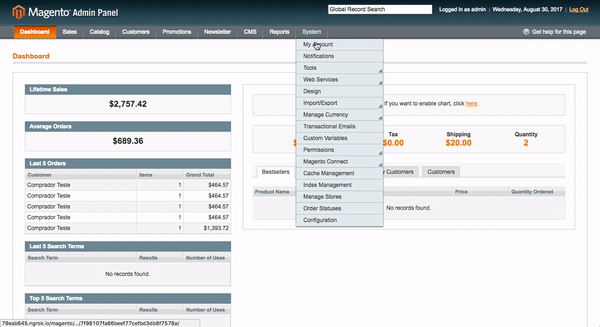 Magento Admin Panel
Global Record Search
Logged in as admin | Wednesday, August 30, 2017 | Log Out
Dashboard Sales Catalog Customers Promotions Newsletter CMS Reports System Get help for this page
Dashboard
My Account
Notifications
Tools
Web Services
Design
Import/Export
Manage Currency
Transactional Emails
Custom Variables
Permissions
Magento Connect
Cache Management
Index Management
Manage Stores
Order Statuses
Configuration
Lifetime Sales
$2,757.42
Average Orders
$689.36
Last 5 Orders
Customer Items Grand Total
Comprador Teste 1 $464.57
Comprador Teste 1 $464.57
Comprador Teste 1 $464.57
Comprador Teste 1 $464.57
Comprador Teste 1 $1,393.72
Last 5 Search Terms
Search Term Results Number of Uses
No records found.
Top 5 Search Terms
Search Term Results Number of Uses
If you want to enable chart, click here.
Tax Shipping Quantity
$0.00 $20.00 2
Bestsellers Customers Customers
Product Name Price Quantity Ordered
No records found.
79eab645.ngrok.io/magento/.../7f98107fa86beef77cefbd3db8f7578a/